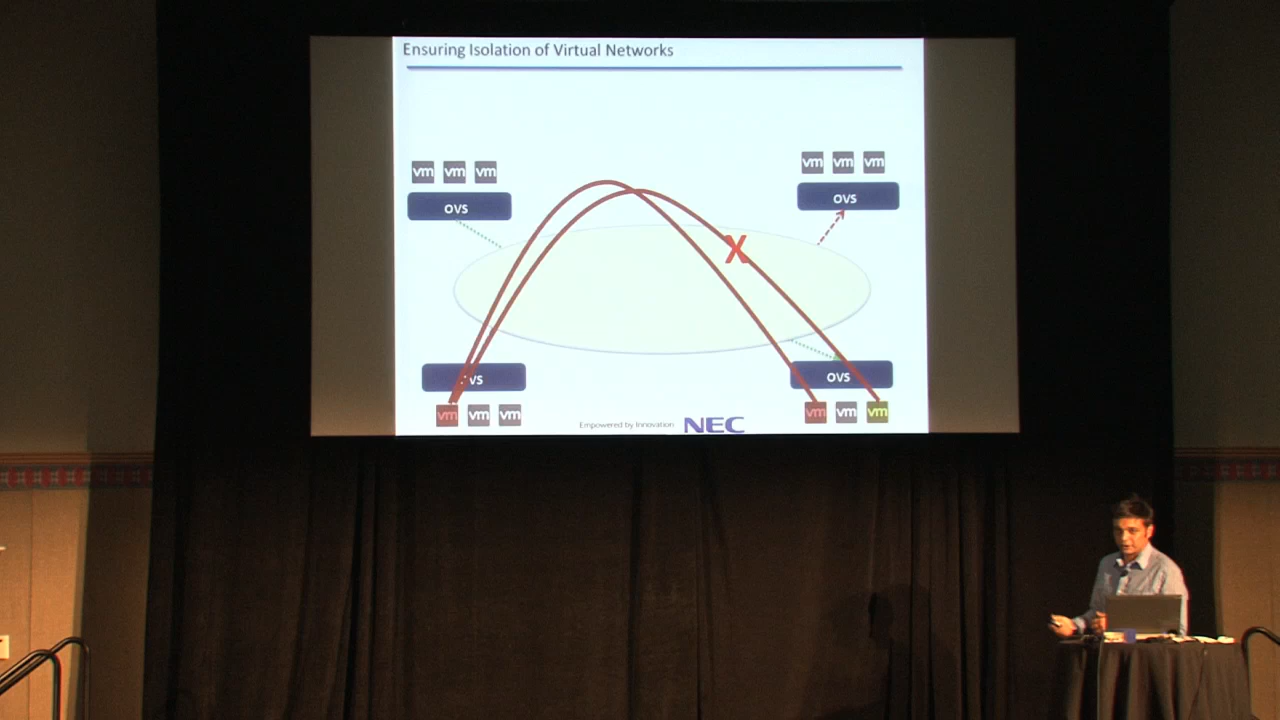 Ensuring Isolation of Virtual Networks
vm vm vm
OVS
vm vm vm
OVS
OVS
vm vm vm
OVS
vm vm vm
Empowered by Innovation NEC
X